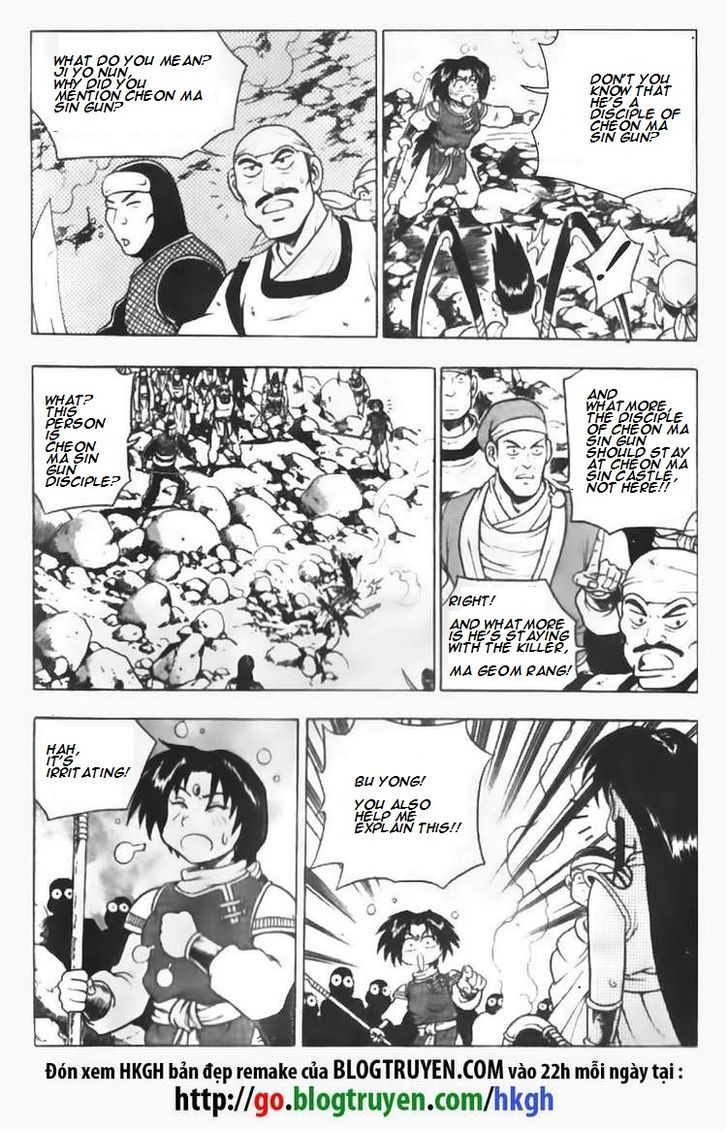 WHAT DO YOU MEAN?
JI YO NUN,
WHY DID YOU
MENTION CHEON MA
SIN GUN?
DON'T YOU
KNOW THAT
HE'S A
DISCIPLE OF
CHEON MA
SIN GUN?
WHAT?
THIS
PERSON
IS
CHEON
MA SIN
GUN
DISCIPLE?
AND
WHATMORE,
THE DISCIPLE
OF CHEON MA
SIN GUN
SHOULD STAY
AT CHEON MA
SIN CASTLE,
NOT HERE!!
RIGHT!
AND WHATMORE
IS HE'S STAYING
WITH THE KILLER,
MA GEOM RANG!
HAH,
IT'S
IRRITATING!
BU YONG!
YOU ALSO
HELP ME
EXPLAIN THIS!!
Đón xem HKGH bản đẹp remake của BLOGTRUYEN.COM vào 22h mỗi ngày tại :
http://go.blogtruyen.com/hkgh